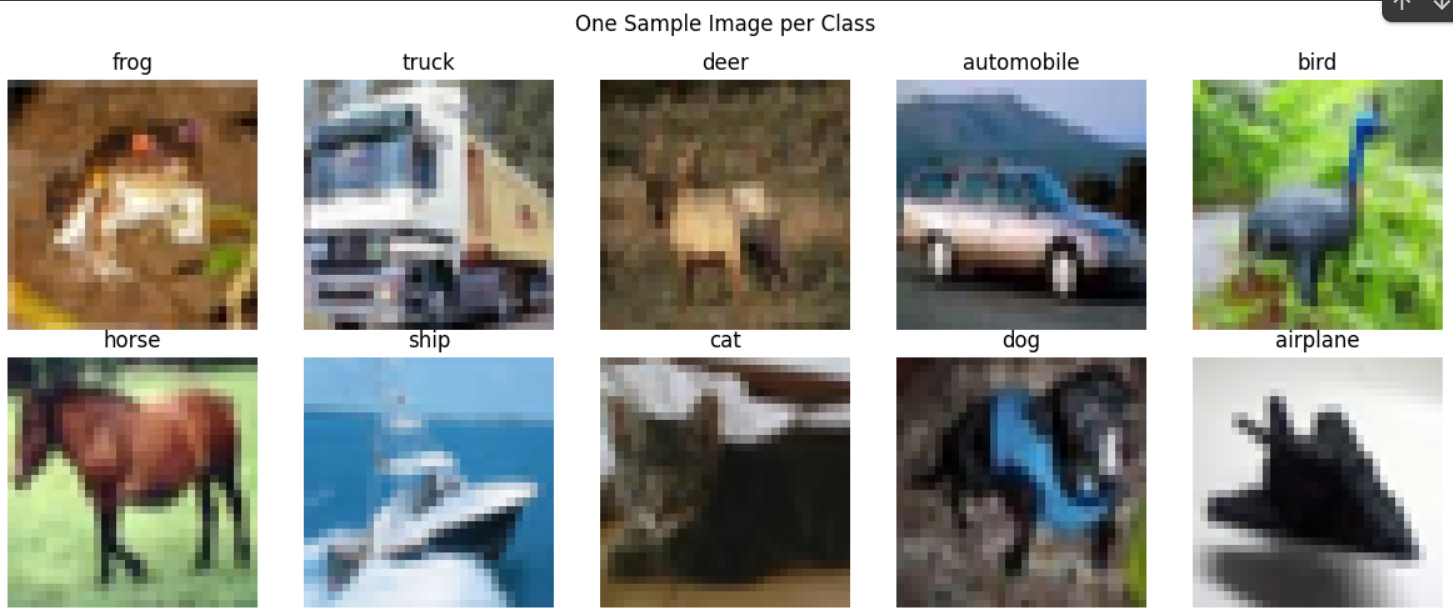 One Sample Image per Class
frog truck deer automobile bird
horse ship cat dog airplane